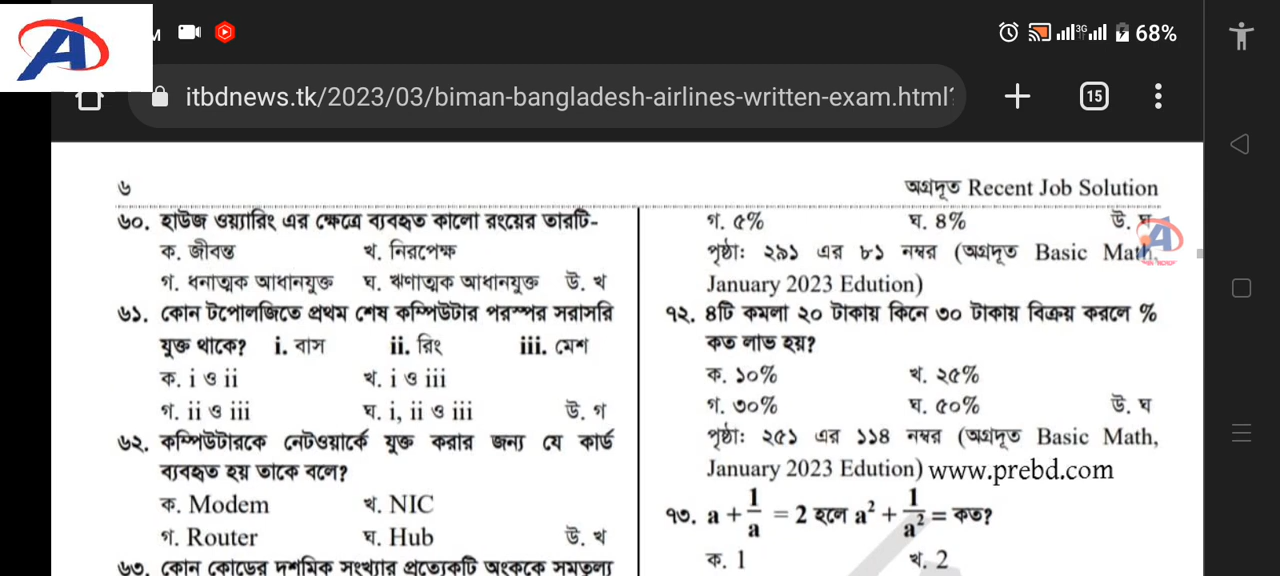 M
3G
68%
itbdnews.tk/2023/03/biman-bangladesh-airlines-written-exam.html?
15
৬
অগ্রদূত Recent Job Solution
৬০. হাউজ ওয়্যারিং এর ক্ষেত্রে ব্যবহৃত কালো রংয়ের তারটি-
ক. জীবন্ত খ. নিরপেক্ষ
গ. ধনাত্মক আধানযুক্ত ঘ. ঋণাত্মক আধানযুক্ত উ. খ
৬১. কোন টপোলজিতে প্রথম শেষ কম্পিউটার পরস্পর সরাসরি
যুক্ত থাকে? i. বাস ii. রিং iii. মেশ
ক. i ও ii খ. i ও iii
গ. ii ও iii ঘ. i, ii ও iii উ. গ
৬২. কম্পিউটারকে নেটওয়ার্কে যুক্ত করার জন্য যে কার্ড
ব্যবহৃত হয় তাকে বলে?
ক. Modem খ. NIC
গ. Router ঘ. Hub উ. খ
৬৩. কোন কোডের দশমিক সংখ্যার প্রত্যেকটি অংককে সমতুল্য
গ. ৫% ঘ. ৪% উ. ঘ
পৃষ্ঠা: ২৯১ এর ৮১ নম্বর (অগ্রদূত Basic Math,
January 2023 Edution)
৭২. ৪টি কমলা ২০ টাকায় কিনে ৩০ টাকায় বিক্রয় করলে %
কত লাভ হয়?
ক. ১০% খ. ২৫%
গ. ৩০% ঘ. ৫০% উ. ঘ
পৃষ্ঠা: ২৫১ এর ১১৪ নম্বর (অগ্রদূত Basic Math,
January 2023 Edution) www.prebd.com
৭৩. a + 1/a = 2 হলে a² + 1/a² = কত?
ক. 1 খ. 2